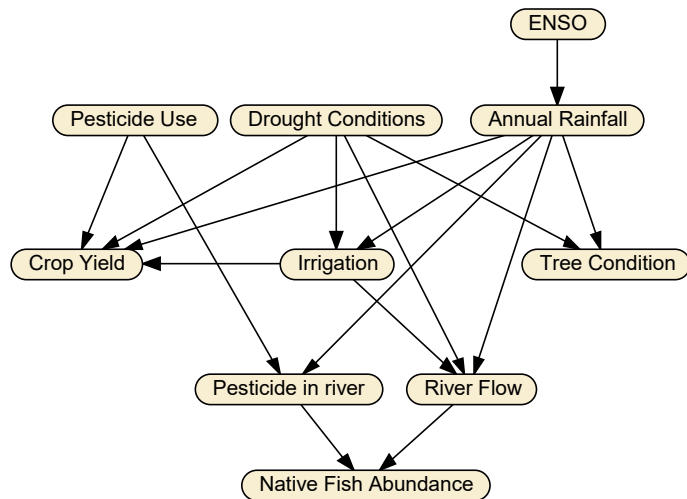 ENSO
Pesticide Use
Drought Conditions
Annual Rainfall
Crop Yield
Irrigation
Tree Condition
Pesticide in river
River Flow
Native Fish Abundance